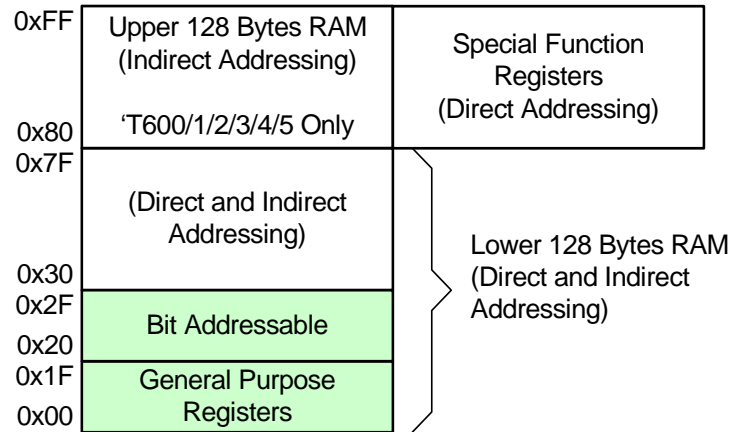 0xFF
Upper 128 Bytes RAM
(Indirect Addressing)
‘T600/1/2/3/4/5 Only
0x80
Special Function
Registers
(Direct Addressing)
0x7F
(Direct and Indirect
Addressing)
0x30
Lower 128 Bytes RAM
(Direct and Indirect
Addressing)
0x2F
Bit Addressable
0x20
0x1F
General Purpose
Registers
0x00